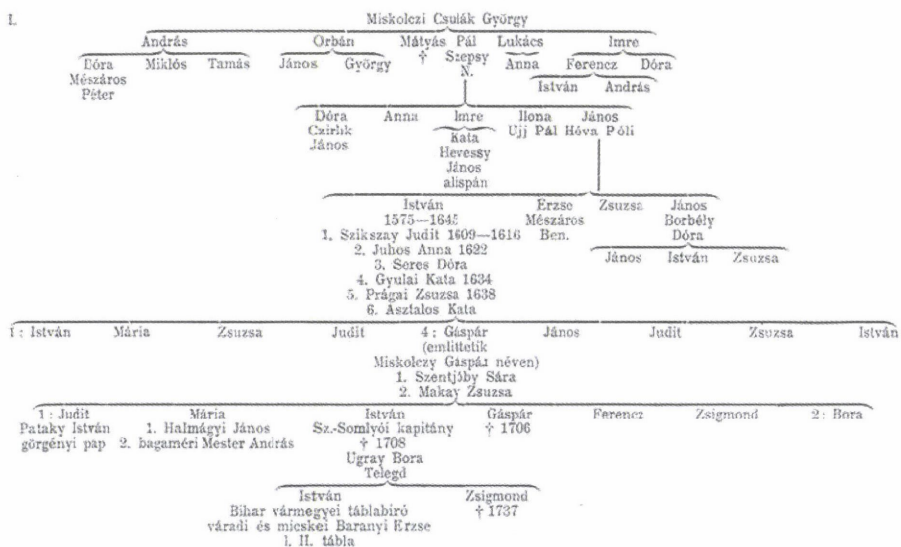 I.
Miskolczi Csulák György
András Orbán Mátyás Pál Lukács Imre
Dóra Miklós Tamás János György † Szepsy Anna Ferencz Dóra
Mészáros N. István András
Péter
Dóra Anna Imre Ilona János
Czirják Kata Ujj Pál Héva Póli
János Hevessy
János
alispán
István Erzse Zsuzsa János
1575—1645 Mészáros Borbély
1. Szikszay Judit 1609—1616 Ben. Dóra
2. Juhos Anna 1622 János István Zsuzsa
3. Seres Dóra
4. Gyulai Kata 1634
5. Prágai Zsuzsa 1638
6. Asztalos Kata
1 : István Mária Zsuzsa Judit 4 : Gáspár János Judit Zsuzsa István
(emlittetik
Miskolczy Gáspár néven)
1. Szentjóby Sára
2. Makay Zsuzsa
1 : Judit Mária István Gáspár Ferencz Zsigmond 2 : Bora
Pataky István 1. Halmágyi János Sz.-Somlyói kapitány † 1706
görgényi pap 2. bagaméri Mester András † 1708
Ugray Bora
Telegd
István Zsigmond
Bihar vármegyei táblabiró † 1737
váradi és micskei Baranyi Erzse
l. II. tábla